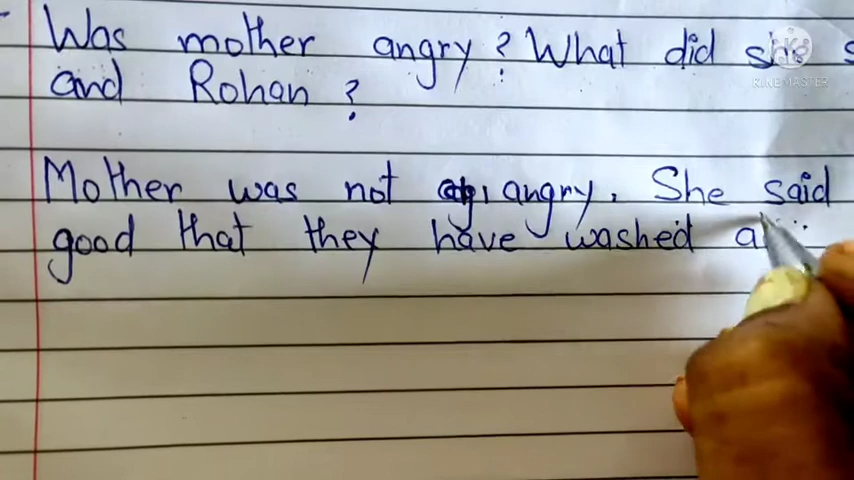 Was mother angry? What did she s
and Rohan?
Mother was not angry. She said
good that they have washed a
KINEMASTER